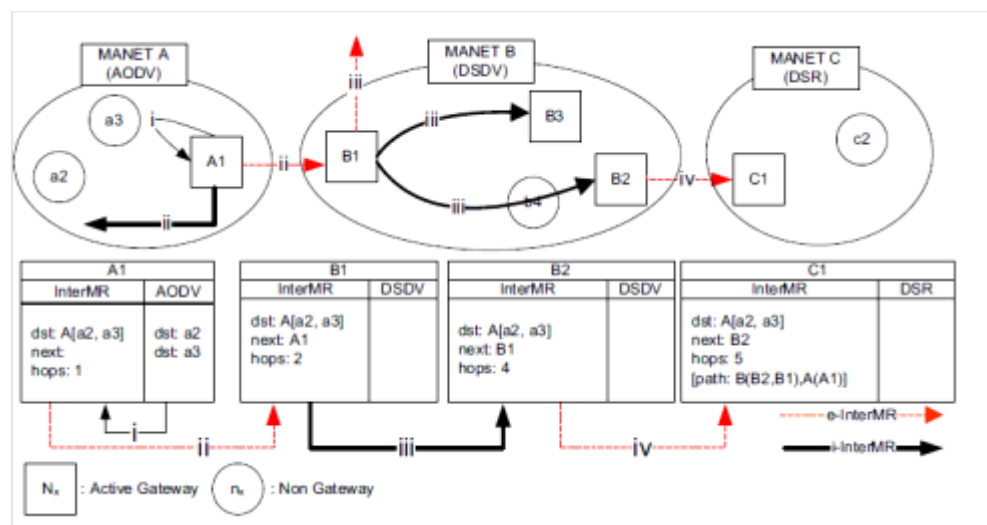 MANET A
(AODV)
MANET B
(DSDV)
MANET C
(DSR)
a3
i
A1
a2
ii
ii
iii
B1
iii
B3
iii
b4
B2
iv
C1
c2
A1
InterMR
AODV
dst: A[a2, a3]
next:
hops: 1
dst: a2
dst: a3
B1
InterMR
DSDV
dst: A[a2, a3]
next: A1
hops: 2
B2
InterMR
DSDV
dst: A[a2, a3]
next: B1
hops: 4
C1
InterMR
DSR
dst: A[a2, a3]
next: B2
hops: 5
[path: B(B2,B1),A(A1)]
i
ii
iii
iv
e-InterMR
i-InterMR
Nₓ : Active Gateway
nₓ : Non Gateway